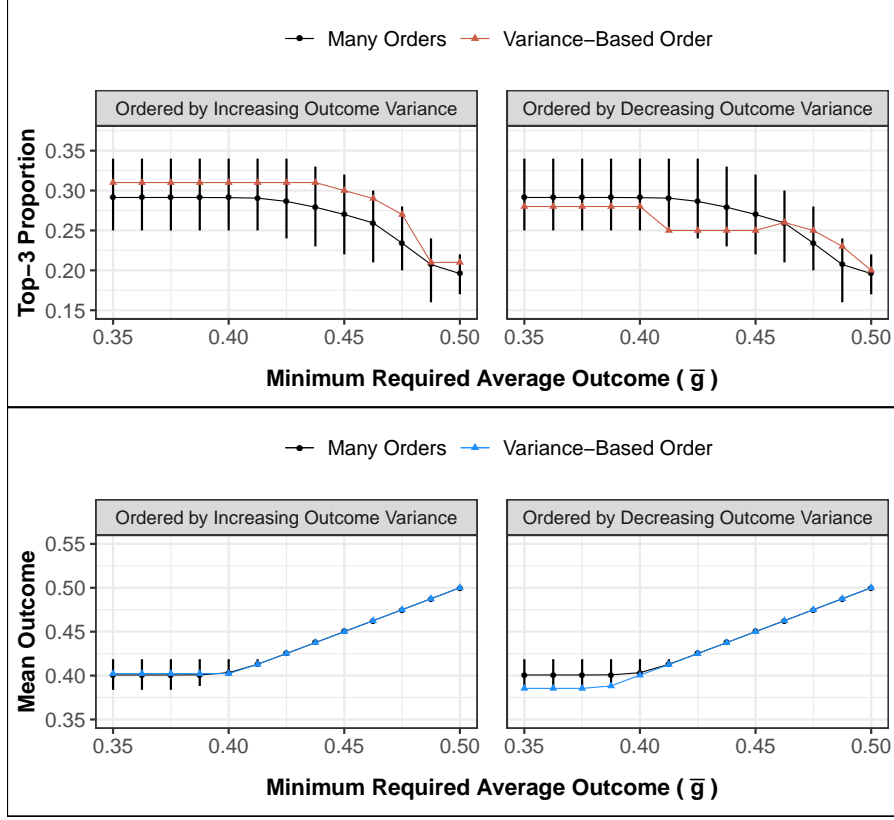 Many Orders Variance−Based Order
Ordered by Increasing Outcome Variance
Ordered by Decreasing Outcome Variance
Top−3 Proportion
0.35
0.30
0.25
0.20
0.15
0.35 0.40 0.45 0.50
0.35 0.40 0.45 0.50
Minimum Required Average Outcome ( g̅ )
Many Orders Variance−Based Order
Ordered by Increasing Outcome Variance
Ordered by Decreasing Outcome Variance
Mean Outcome
0.55
0.50
0.45
0.40
0.35
0.35 0.40 0.45 0.50
0.35 0.40 0.45 0.50
Minimum Required Average Outcome ( g̅ )